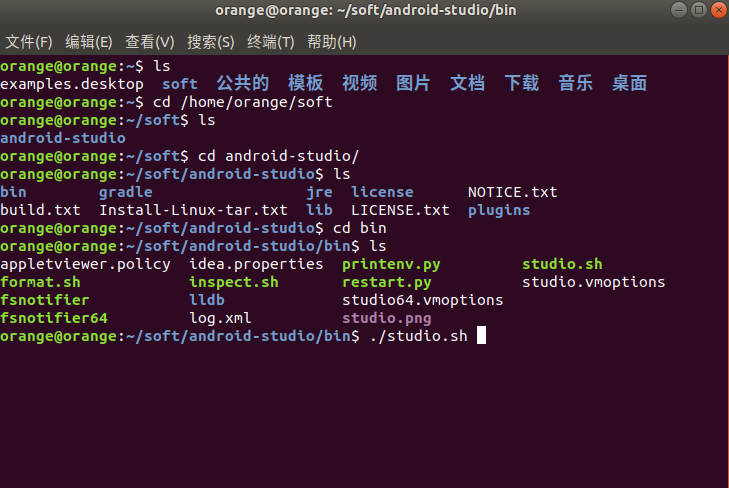 orange@orange: ~/soft/android-studio/bin
文件(F) 编辑(E) 查看(V) 搜索(S) 终端(T) 帮助(H)
orange@orange:~$ ls
examples.desktop soft 公共的 模板 视频 图片 文档 下载 音乐 桌面
orange@orange:~$ cd /home/orange/soft
orange@orange:~/soft$ ls
android-studio
orange@orange:~/soft$ cd android-studio/
orange@orange:~/soft/android-studio$ ls
bin gradle jre license NOTICE.txt
build.txt Install-Linux-tar.txt lib LICENSE.txt plugins
orange@orange:~/soft/android-studio$ cd bin
orange@orange:~/soft/android-studio/bin$ ls
appletviewer.policy idea.properties printenv.py studio.sh
format.sh inspect.sh restart.py studio.vmoptions
fsnotifier lldb studio64.vmoptions
fsnotifier64 log.xml studio.png
orange@orange:~/soft/android-studio/bin$ ./studio.sh